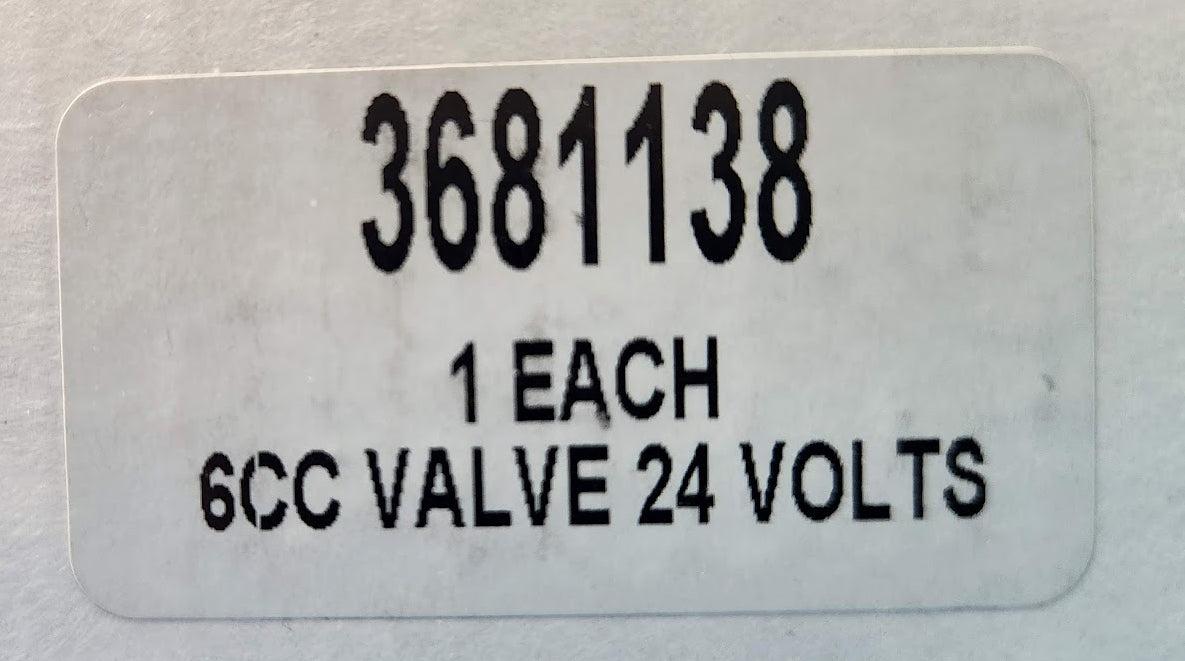 3681138
1 EACH
6CC VALVE 24 VOLTS